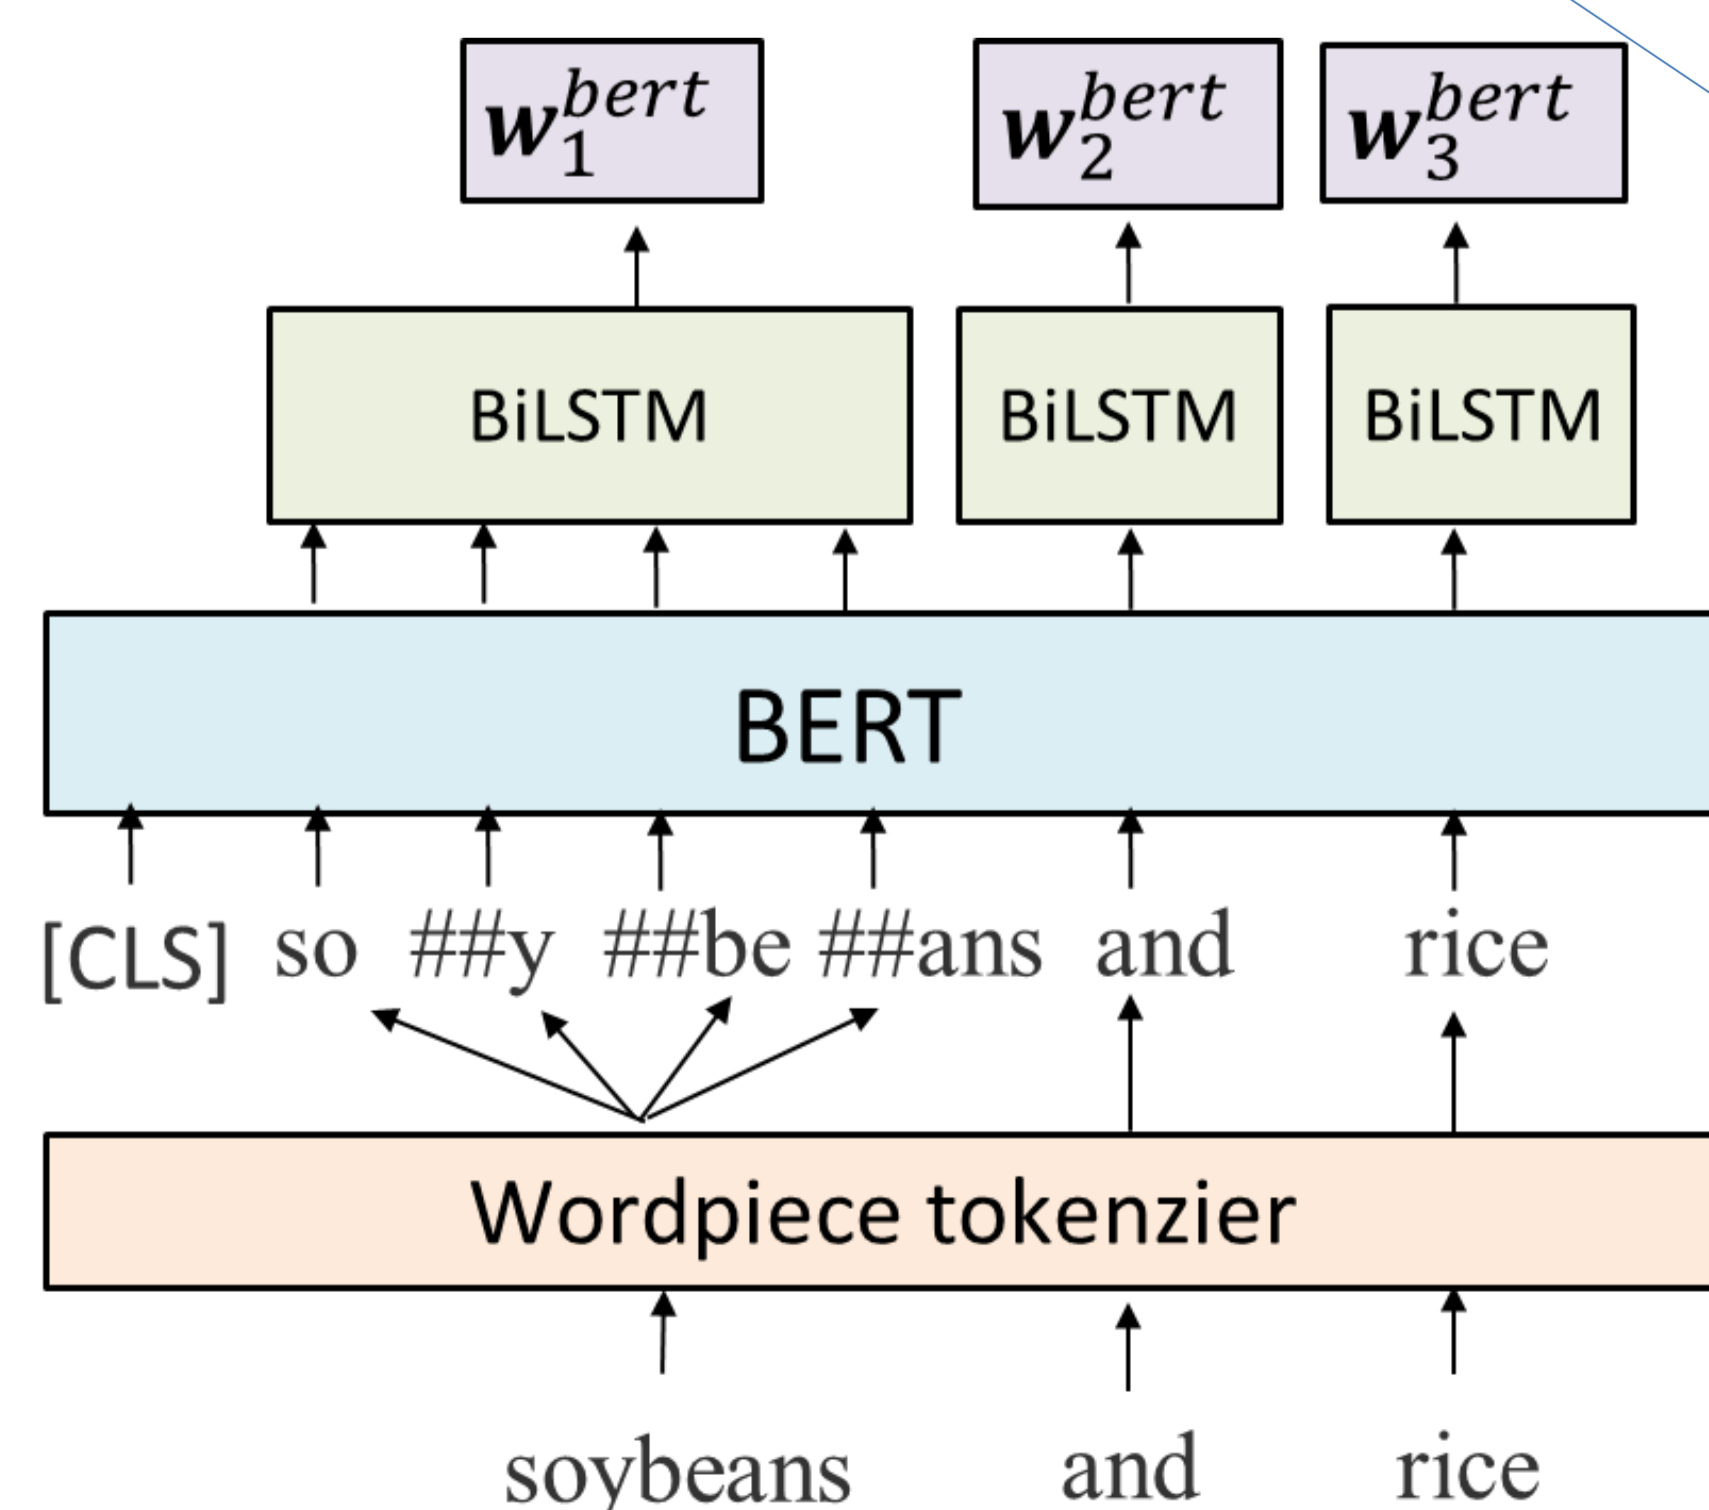 w_1^{bert} w_2^{bert} w_3^{bert}
BiLSTM BiLSTM BiLSTM
BERT
[CLS] so ##y ##be ##ans and rice
Wordpiece tokenzier
soybeans and rice